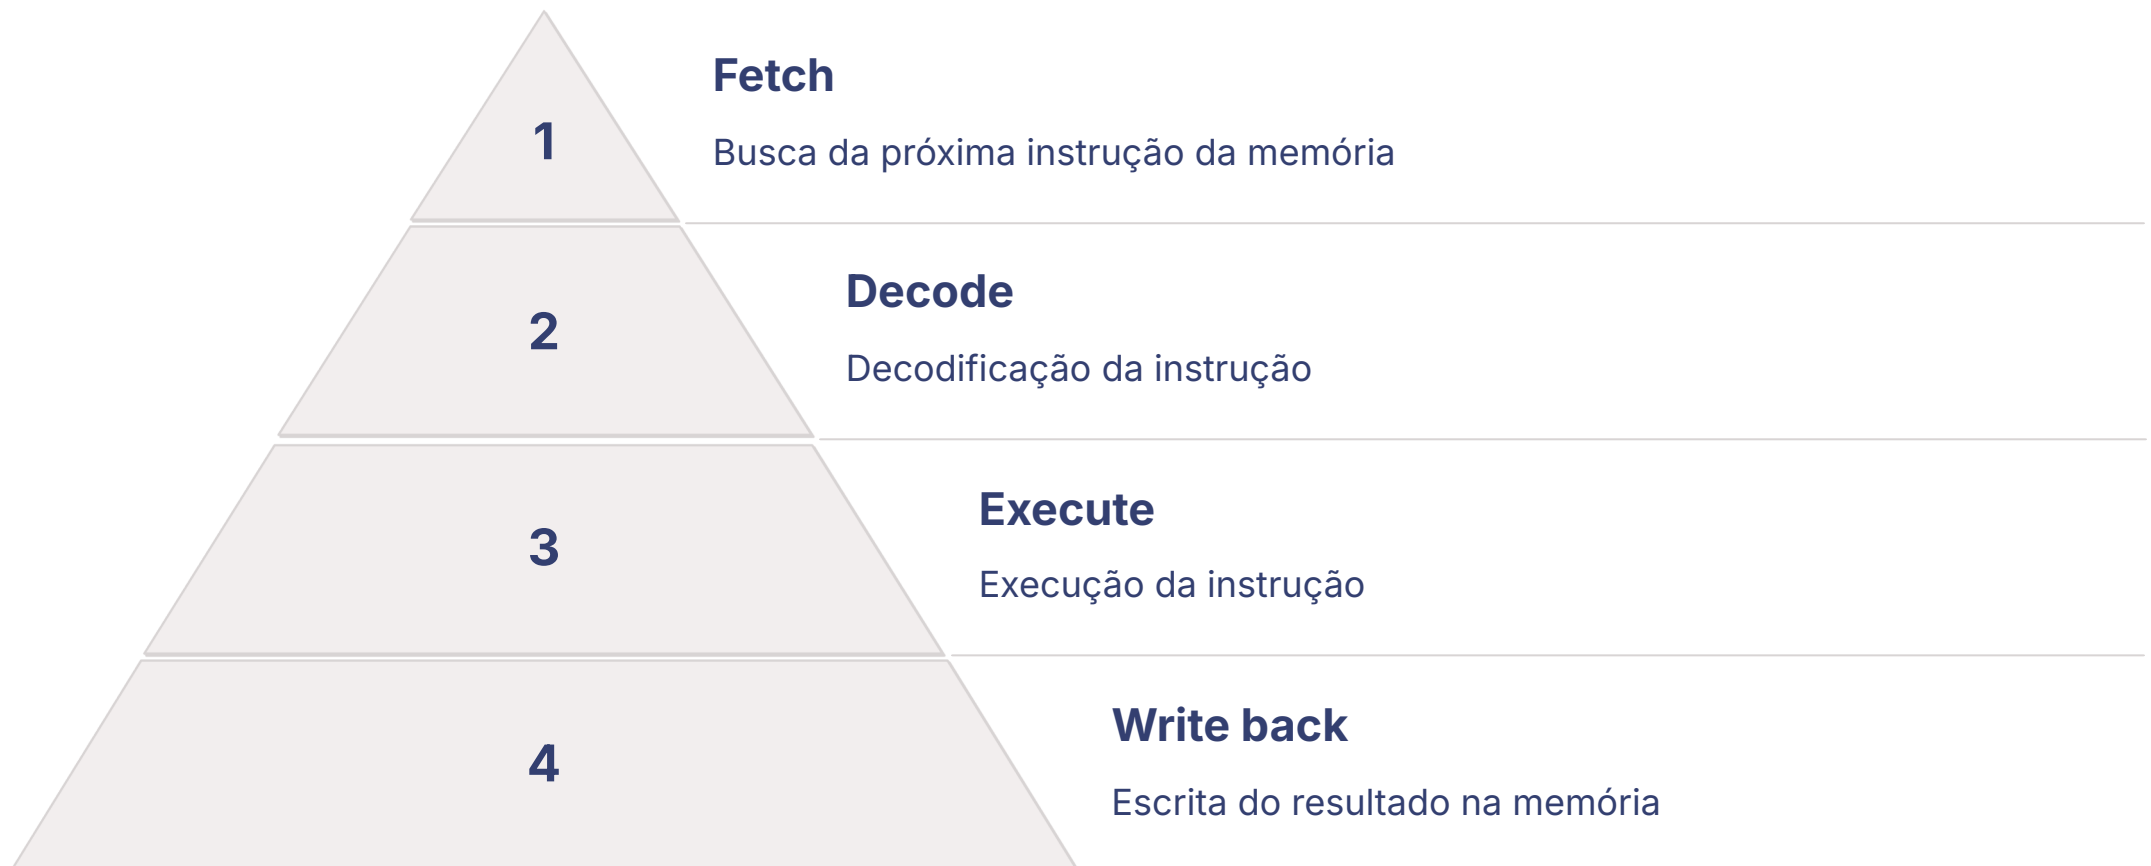 1
Fetch
Busca da próxima instrução da memória
2
Decode
Decodificação da instrução
3
Execute
Execução da instrução
4
Write back
Escrita do resultado na memória